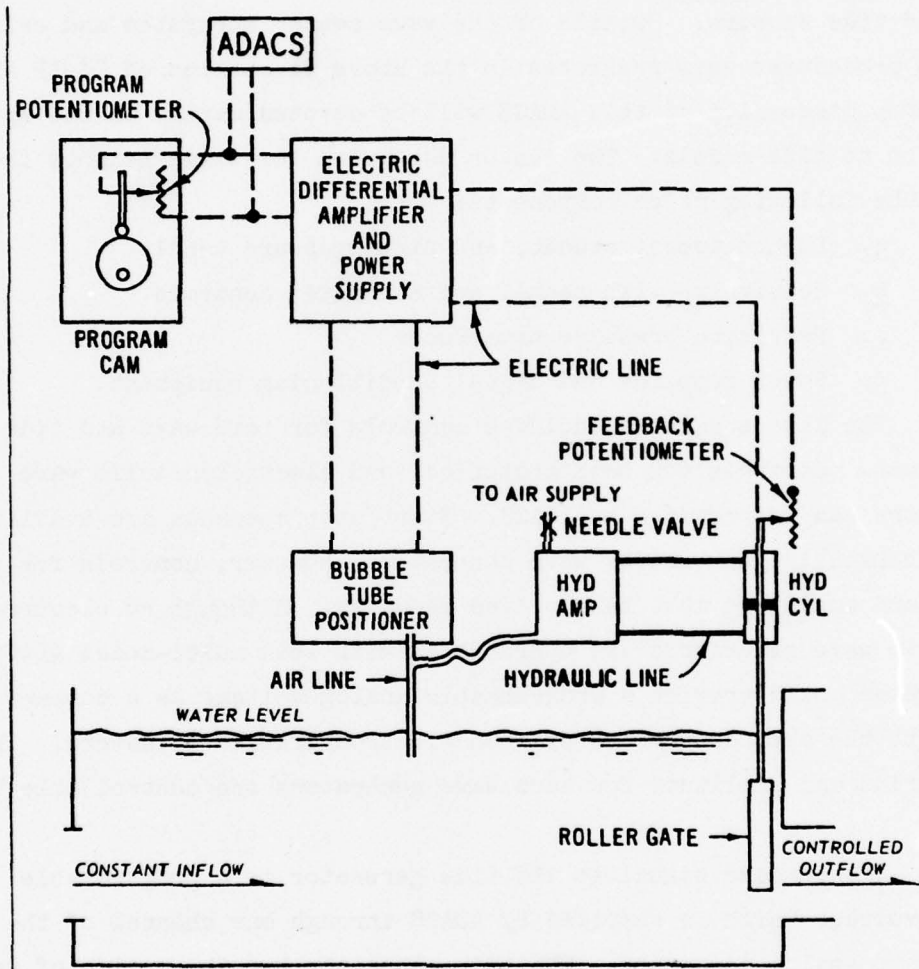 ADACS
PROGRAM
POTENTIOMETER
ELECTRIC
DIFFERENTIAL
AMPLIFIER
AND
POWER
SUPPLY
PROGRAM
CAM
ELECTRIC LINE
FEEDBACK
POTENTIOMETER
TO AIR SUPPLY
NEEDLE VALVE
BUBBLE
TUBE
POSITIONER
HYD
AMP
HYD
CYL
AIR LINE
HYDRAULIC LINE
WATER LEVEL
ROLLER GATE
CONSTANT INFLOW
CONTROLLED
OUTFLOW